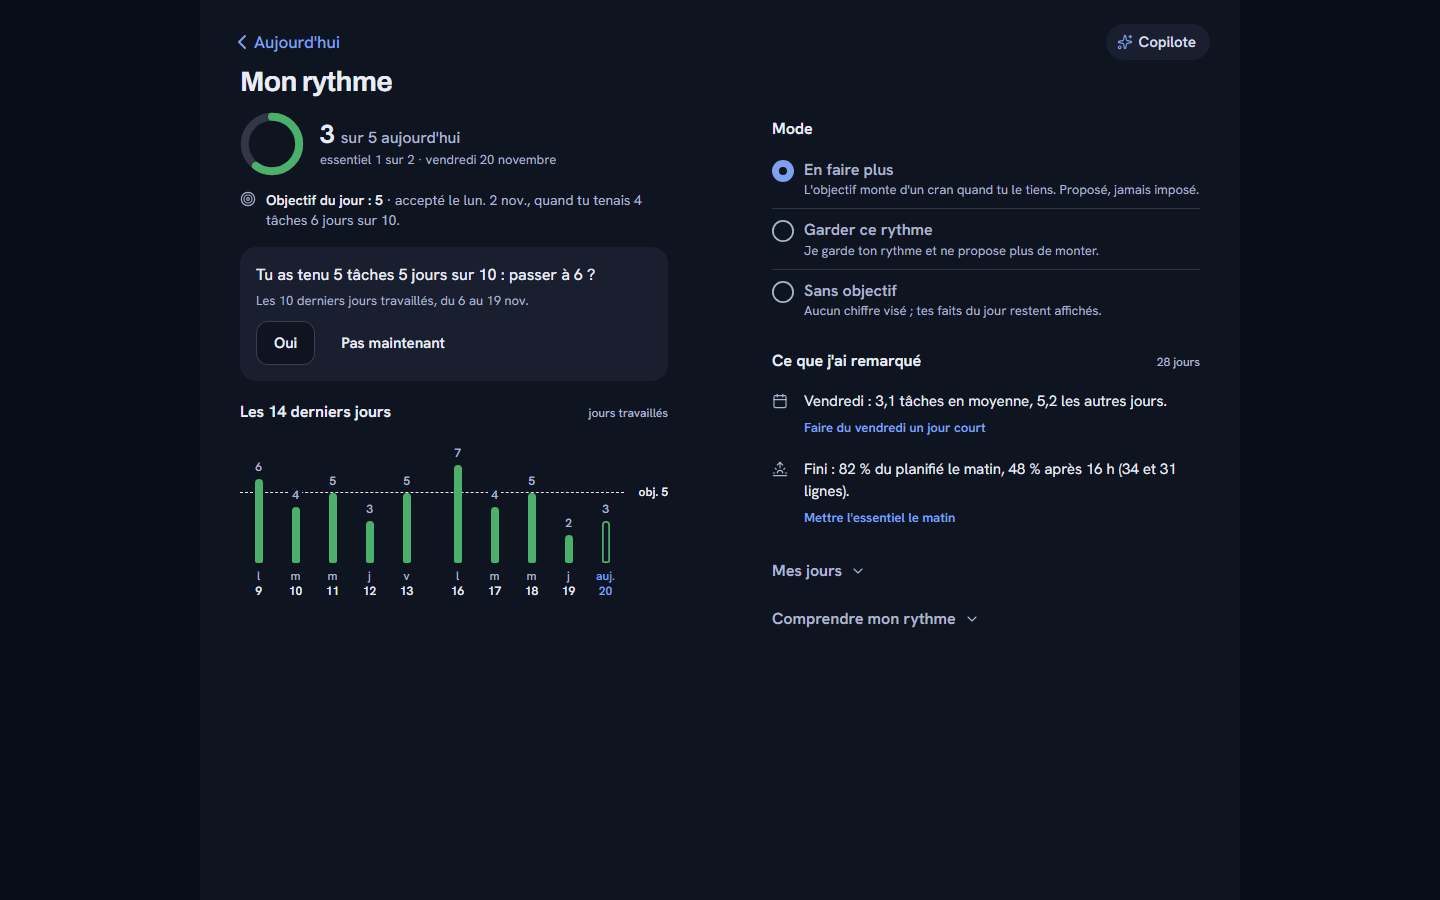 Aujourd'hui
Copilote
Mon rythme
3 sur 5 aujourd'hui
essentiel 1 sur 2 · vendredi 20 novembre
Objectif du jour : 5 · accepté le lun. 2 nov., quand tu tenais 4
tâches 6 jours sur 10.
Tu as tenu 5 tâches 5 jours sur 10 : passer à 6 ?
Les 10 derniers jours travaillés, du 6 au 19 nov.
Oui
Pas maintenant
Les 14 derniers jours
jours travaillés
6 4 5 3 5 7 4 5 2 3
obj. 5
l m m j v l m m j auj.
9 10 11 12 13 16 17 18 19 20
Mode
En faire plus
L'objectif monte d'un cran quand tu le tiens. Proposé, jamais imposé.
Garder ce rythme
Je garde ton rythme et ne propose plus de monter.
Sans objectif
Aucun chiffre visé ; tes faits du jour restent affichés.
Ce que j'ai remarqué
28 jours
Vendredi : 3,1 tâches en moyenne, 5,2 les autres jours.
Faire du vendredi un jour court
Fini : 82 % du planifié le matin, 48 % après 16 h (34 et 31
lignes).
Mettre l'essentiel le matin
Mes jours
Comprendre mon rythme